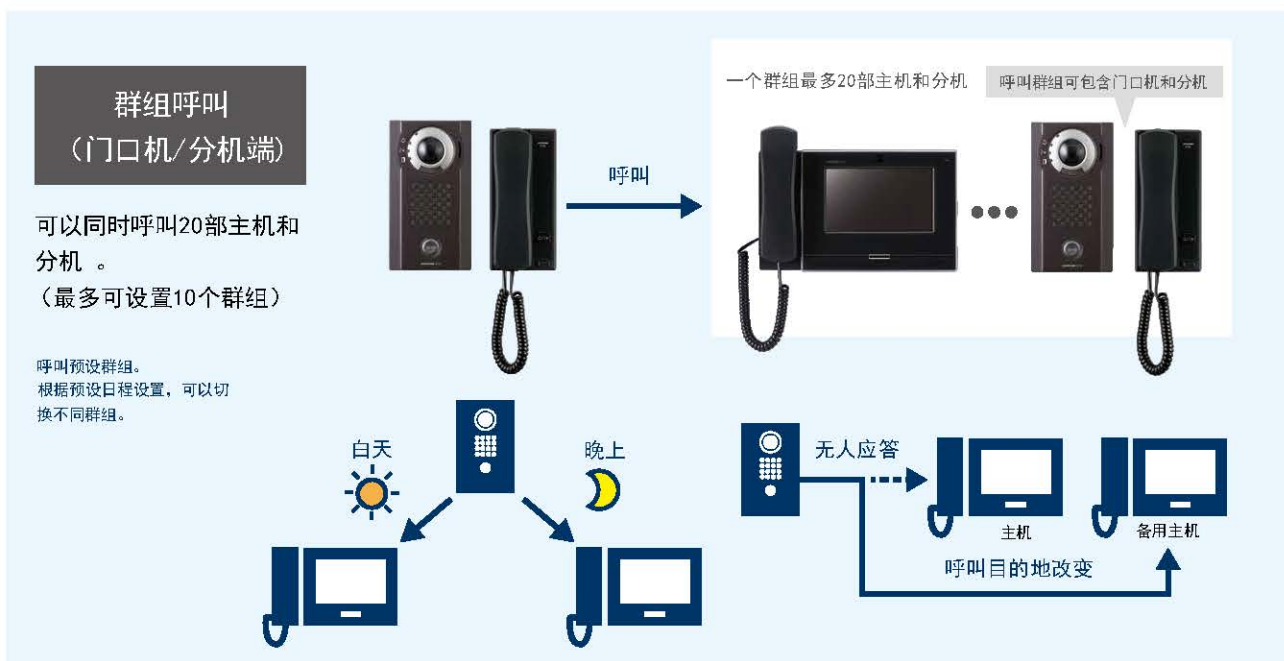 群组呼叫
（门口机/分机端）
可以同时呼叫20部主机和
分机 。
（最多可设置10个群组）
呼叫预设群组。
根据预设日程设置，可以切
换不同群组。
呼叫
一个群组最多20部主机和分机
呼叫群组可包含门口机和分机
白天
晚上
无人应答
主机
备用主机
呼叫目的地改变